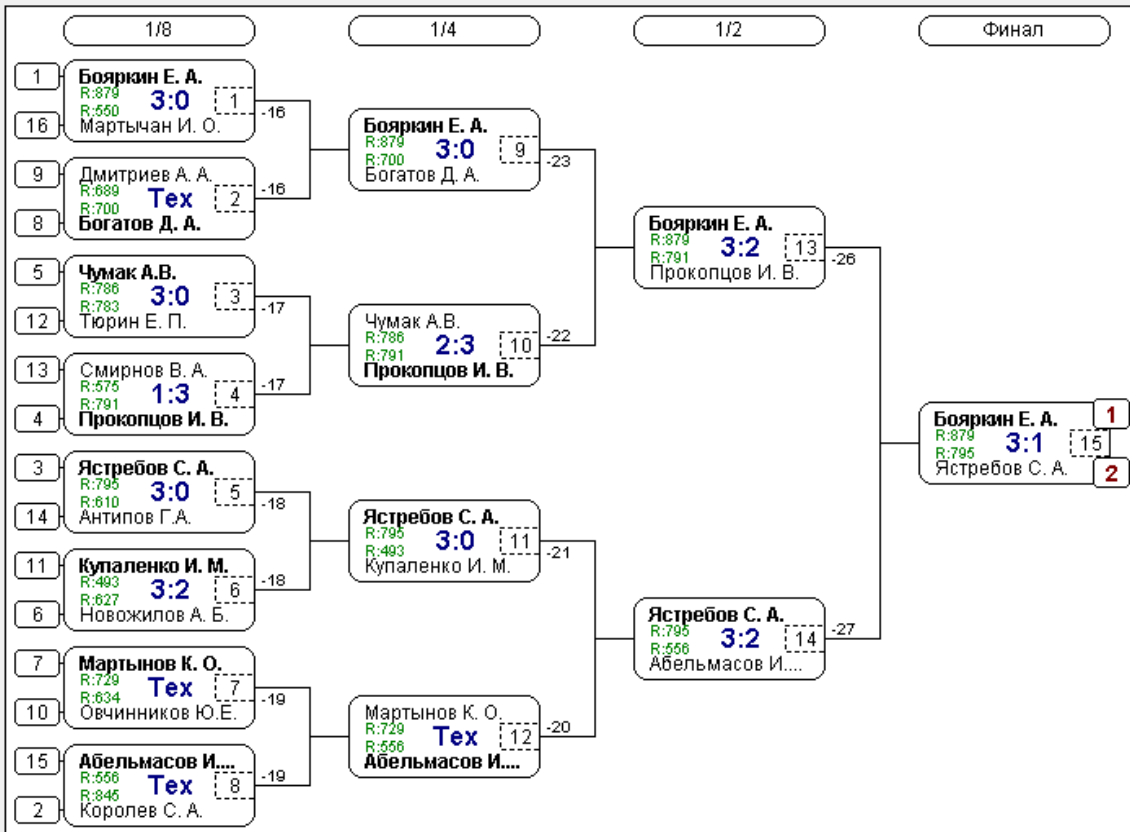 1/8
1/4
1/2
Финал
1
Бояркин Е. А.
R:879
3:0
R:550
1
-16
16
Мартычан И. О.
9
Дмитриев А. А.
R:689
Тех
R:700
2
-16
8
Богатов Д. А.
5
Чумак А.В.
R:786
3:0
R:783
3
-17
12
Тюрин Е. П.
13
Смирнов В. А.
R:575
1:3
R:791
4
-17
4
Прокопцов И. В.
3
Ястребов С. А.
R:795
3:0
R:610
5
-18
14
Антипов Г.А.
11
Купаленко И. М.
R:493
3:2
R:627
6
-18
6
Новожилов А. Б.
7
Мартынов К. О.
R:729
Тех
R:634
7
-19
10
Овчинников Ю.Е.
15
Абельмасов И....
R:556
Тех
R:845
8
-19
2
Королев С. А.
Бояркин Е. А.
R:879
3:0
R:700
9
-23
Богатов Д. А.
Чумак А.В.
R:786
2:3
R:791
10
-22
Прокопцов И. В.
Ястребов С. А.
R:795
3:0
R:493
11
-21
Купаленко И. М.
Мартынов К. О.
R:729
Тех
R:556
12
-20
Абельмасов И....
Бояркин Е. А.
R:879
3:2
R:791
13
-26
Прокопцов И. В.
Ястребов С. А.
R:795
3:2
R:556
14
-27
Абельмасов И....
Бояркин Е. А.
1
R:879
3:1
R:795
15
Ястребов С. А.
2